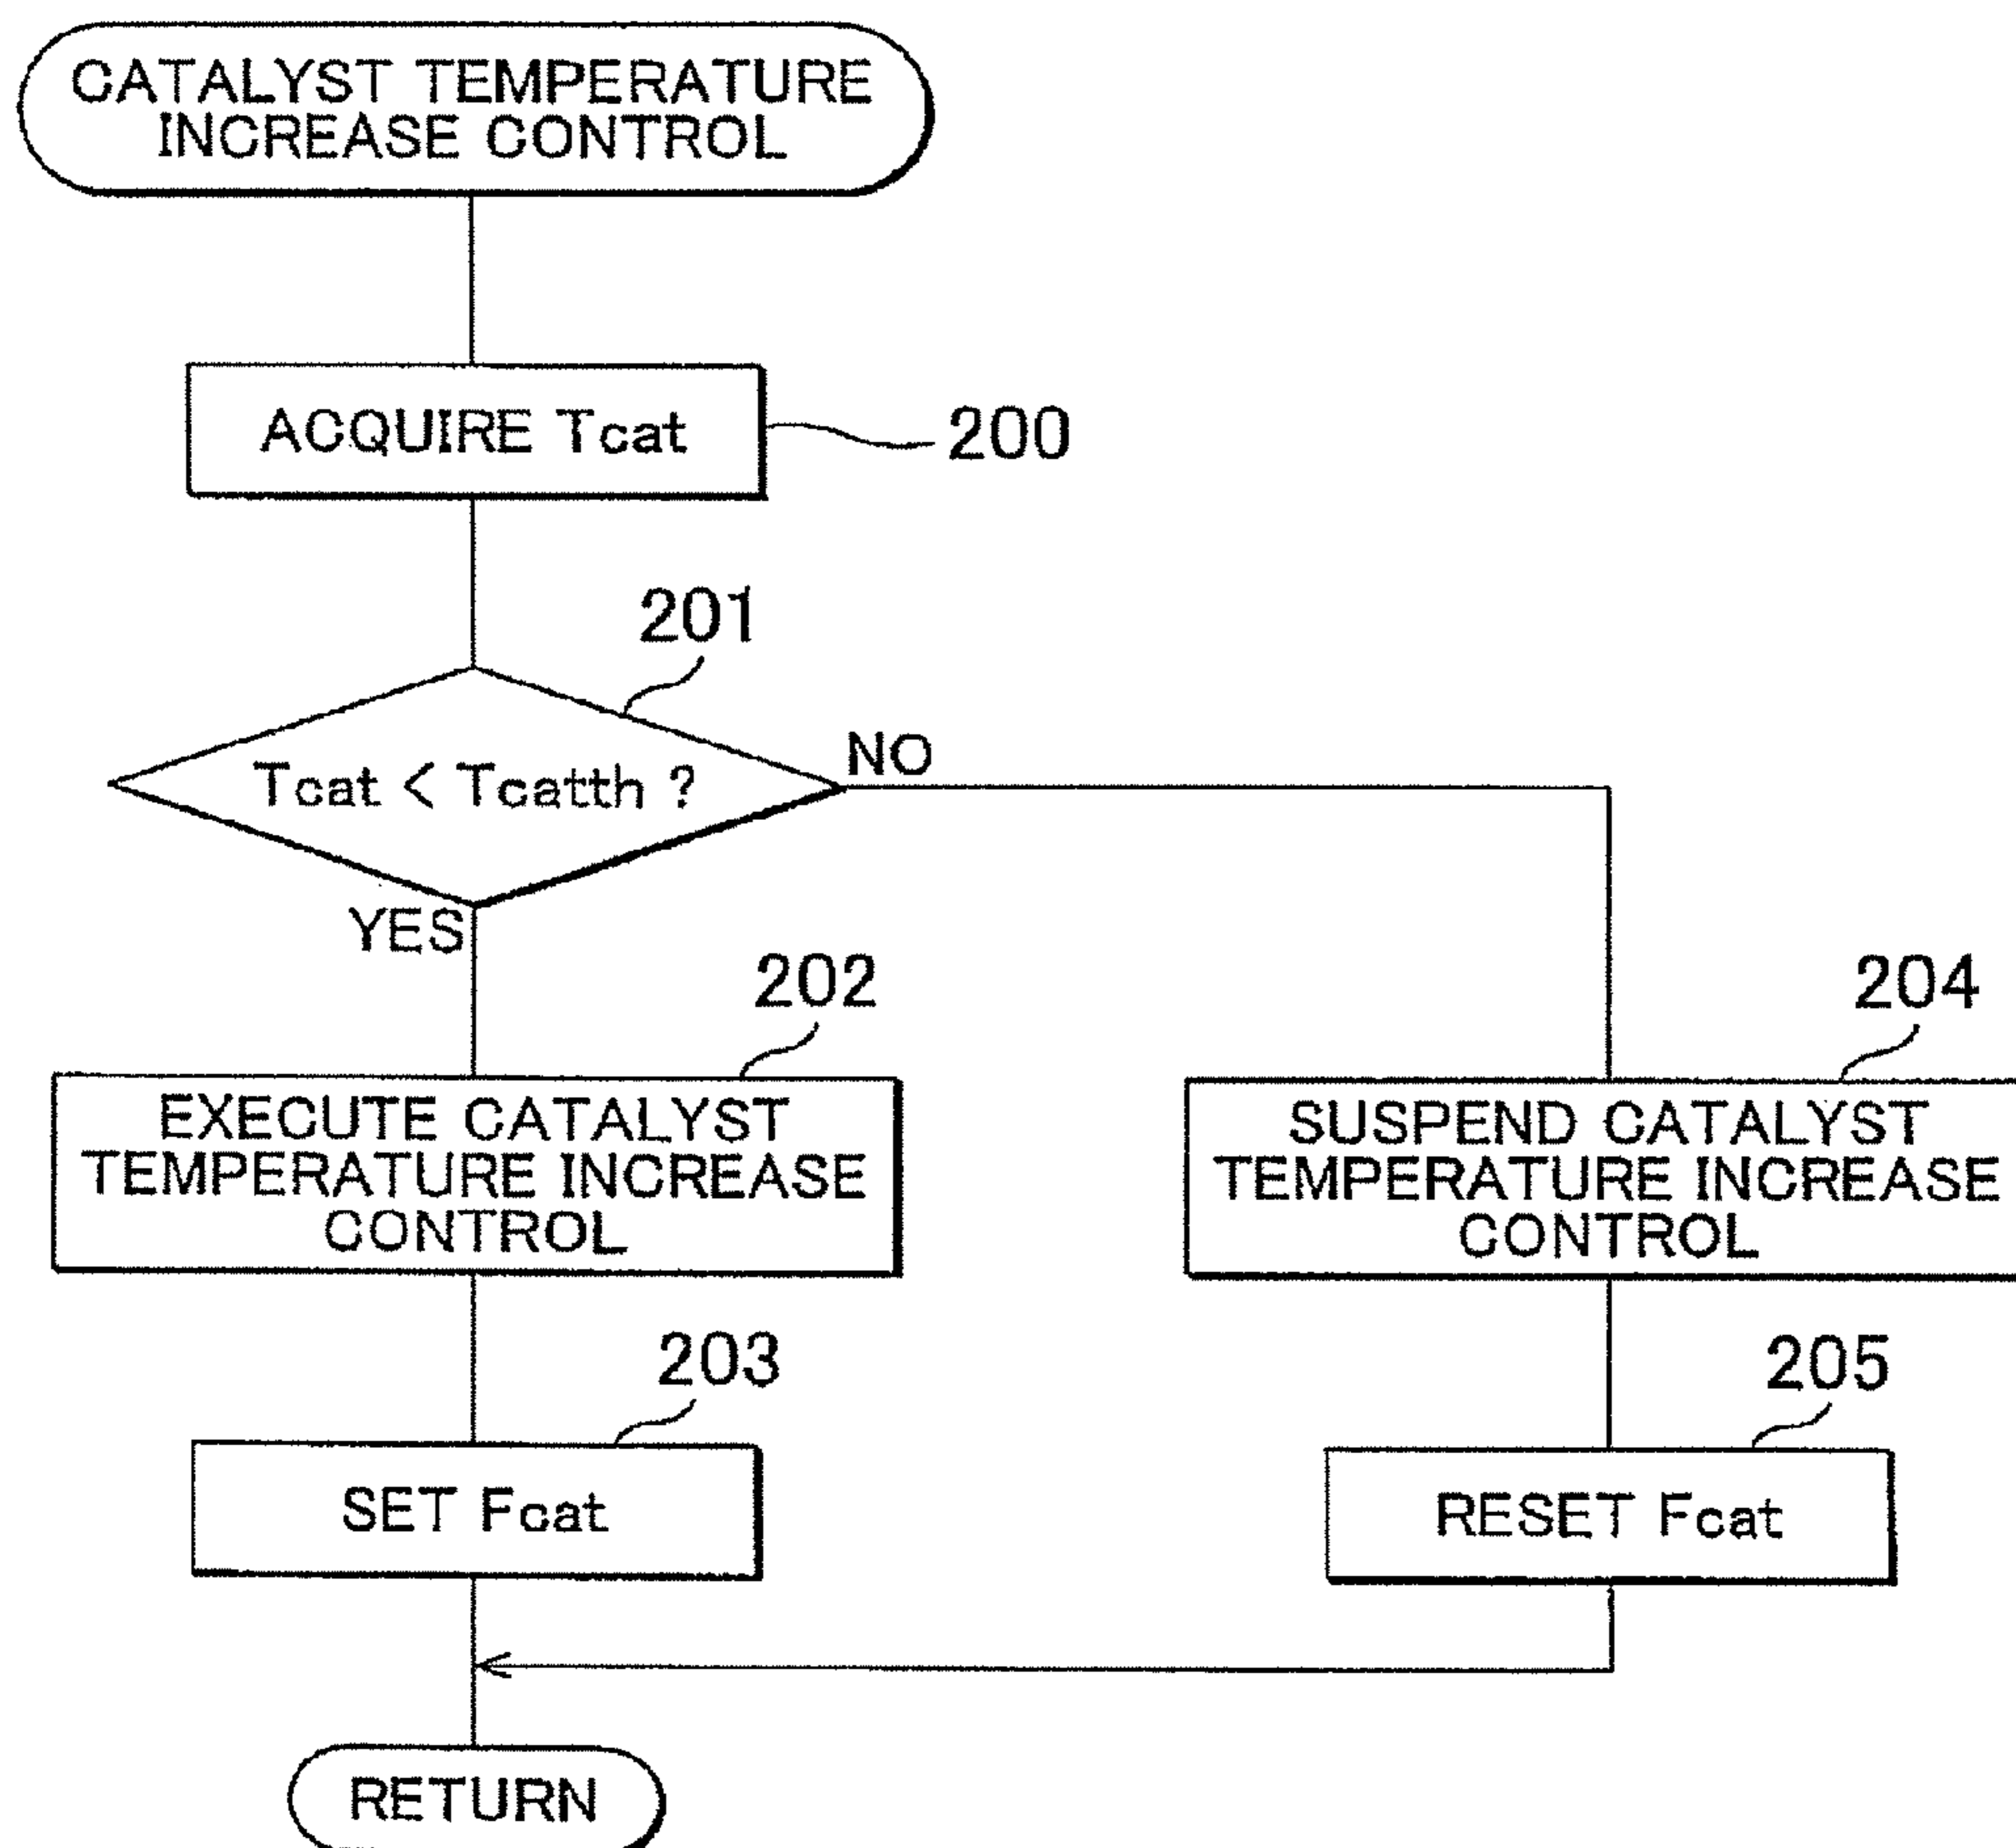 CATALYST TEMPERATURE
INCREASE CONTROL
ACQUIRE Tcat
200
201
Tcat < Tcatth ?
NO
YES
202
EXECUTE CATALYST
TEMPERATURE INCREASE
CONTROL
204
SUSPEND CATALYST
TEMPERATURE INCREASE
CONTROL
203
SET Fcat
205
RESET Fcat
RETURN